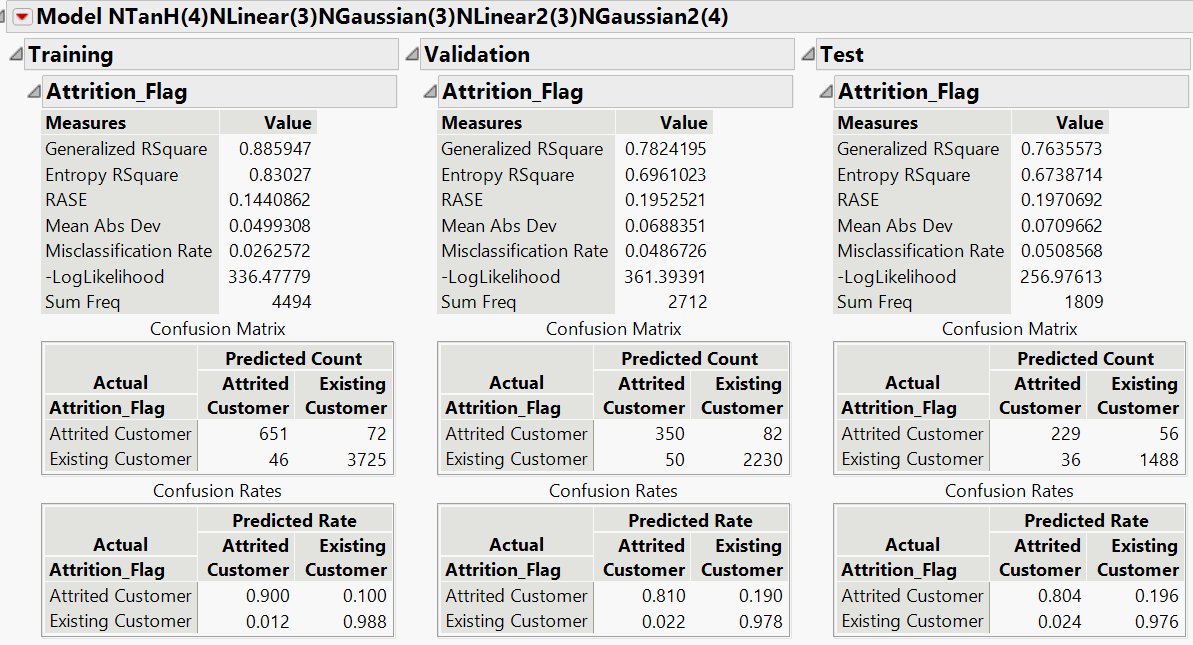 Model NTanH(4)NLinear(3)NGaussian(3)NLinear2(3)NGaussian2(4)
Training
Attrition_Flag
Measures Value
Generalized RSquare 0.885947
Entropy RSquare 0.83027
RASE 0.1440862
Mean Abs Dev 0.0499308
Misclassification Rate 0.0262572
-LogLikelihood 336.47779
Sum Freq 4494
Confusion Matrix
Predicted Count
Actual Attrited Existing
Attrition_Flag Customer Customer
Attrited Customer 651 72
Existing Customer 46 3725
Confusion Rates
Predicted Rate
Actual Attrited Existing
Attrition_Flag Customer Customer
Attrited Customer 0.900 0.100
Existing Customer 0.012 0.988
Validation
Attrition_Flag
Measures Value
Generalized RSquare 0.7824195
Entropy RSquare 0.6961023
RASE 0.1952521
Mean Abs Dev 0.0688351
Misclassification Rate 0.0486726
-LogLikelihood 361.39391
Sum Freq 2712
Confusion Matrix
Predicted Count
Actual Attrited Existing
Attrition_Flag Customer Customer
Attrited Customer 350 82
Existing Customer 50 2230
Confusion Rates
Predicted Rate
Actual Attrited Existing
Attrition_Flag Customer Customer
Attrited Customer 0.810 0.190
Existing Customer 0.022 0.978
Test
Attrition_Flag
Measures Value
Generalized RSquare 0.7635573
Entropy RSquare 0.6738714
RASE 0.1970692
Mean Abs Dev 0.0709662
Misclassification Rate 0.0508568
-LogLikelihood 256.97613
Sum Freq 1809
Confusion Matrix
Predicted Count
Actual Attrited Existing
Attrition_Flag Customer Customer
Attrited Customer 229 56
Existing Customer 36 1488
Confusion Rates
Predicted Rate
Actual Attrited Existing
Attrition_Flag Customer Customer
Attrited Customer 0.804 0.196
Existing Customer 0.024 0.976